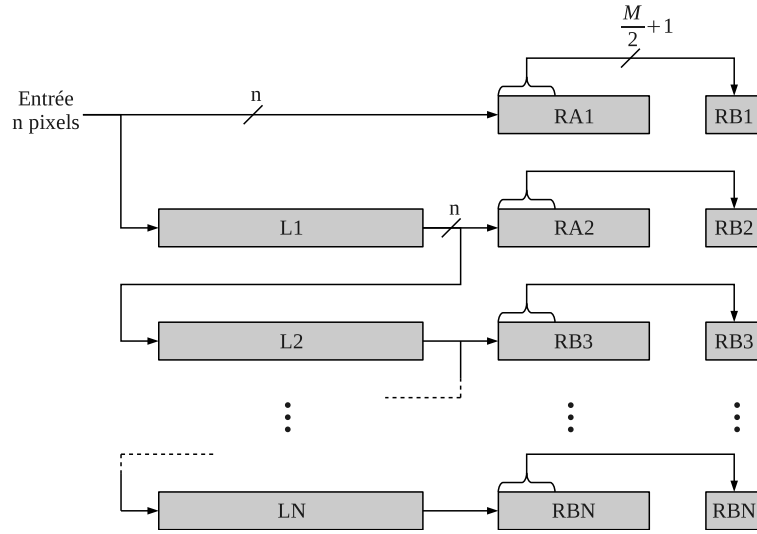 M/2 +1
Entrée
n pixels
n
RA1
RB1
n
L1
RA2
RB2
L2
RB3
RB3
LN
RBN
RBN